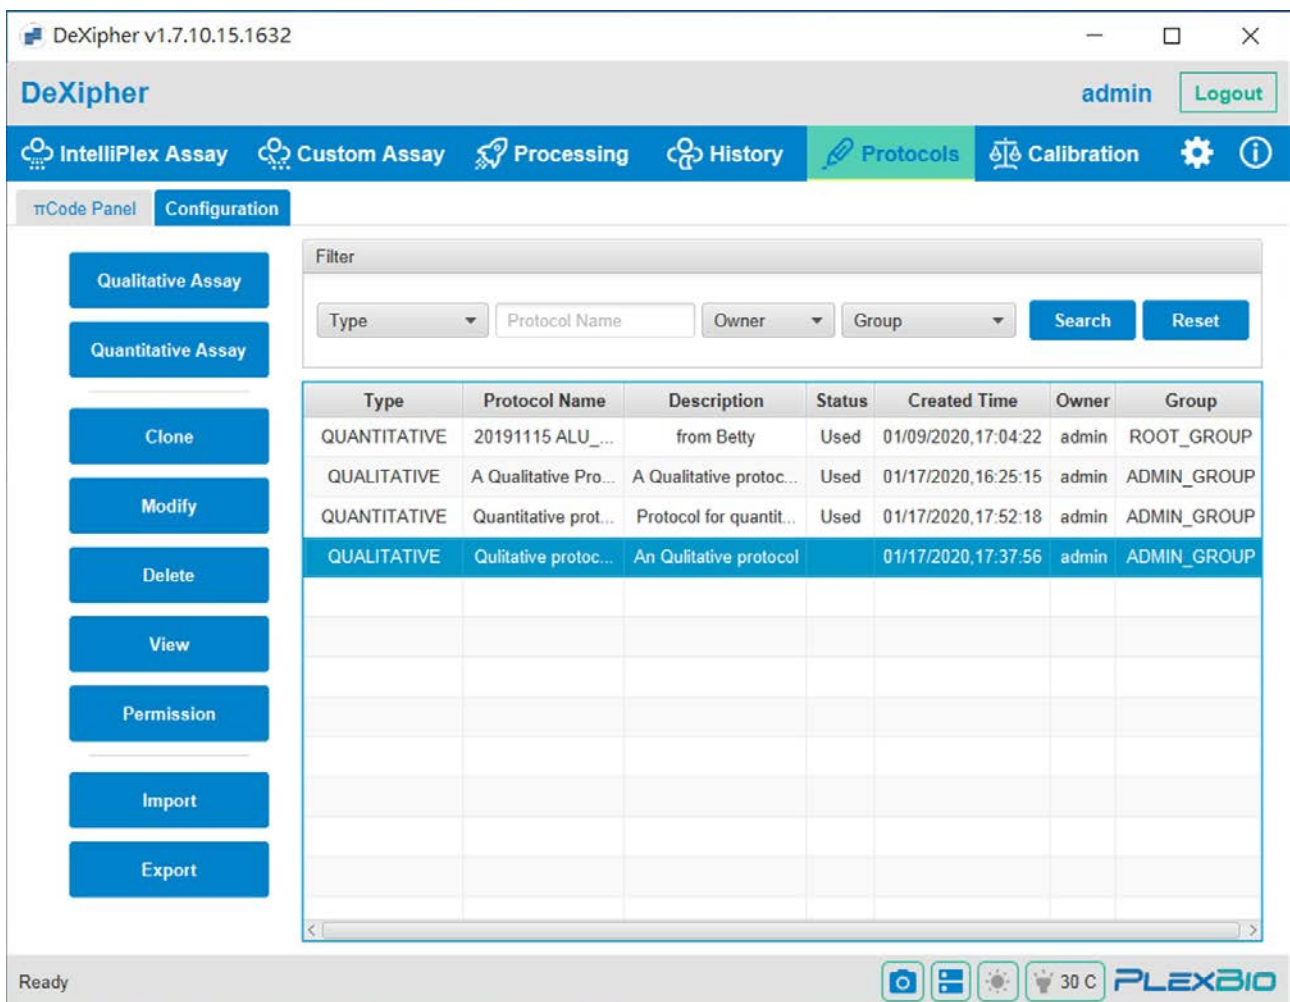 DeXipher v1.7.10.15.1632
DeXipher admin Logout
IntelliPlex Assay Custom Assay Processing History Protocols Calibration
πCode Panel Configuration
Qualitative Assay
Quantitative Assay
Clone
Modify
Delete
View
Permission
Import
Export
Filter
Type Protocol Name Owner Group Search Reset
Type Protocol Name Description Status Created Time Owner Group
QUANTITATIVE 20191115 ALU_... from Betty Used 01/09/2020,17:04:22 admin ROOT_GROUP
QUALITATIVE A Qualitative Pro... A Qualitative protoc... Used 01/17/2020,16:25:15 admin ADMIN_GROUP
QUANTITATIVE Quantitative prot... Protocol for quantit... Used 01/17/2020,17:52:18 admin ADMIN_GROUP
QUALITATIVE Qulitative protoc... An Qulitative protocol 01/17/2020,17:37:56 admin ADMIN_GROUP
Ready 30 C PLEXBIO